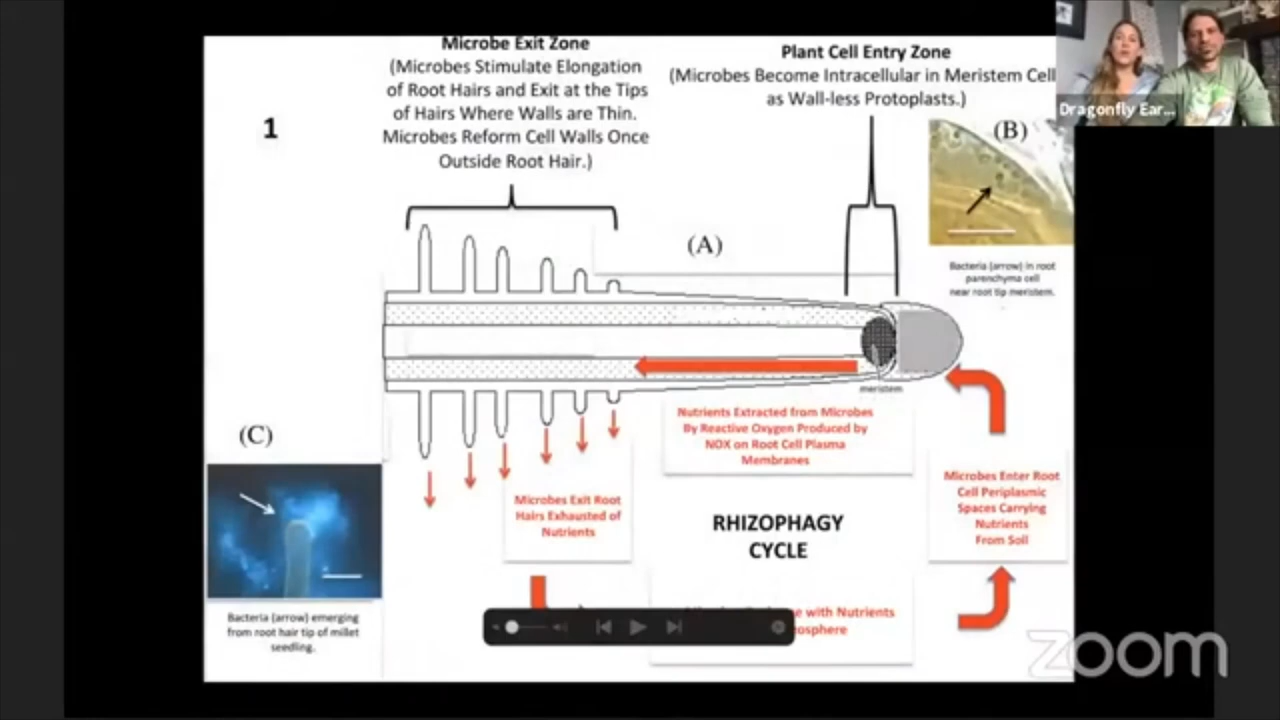 Microbe Exit Zone
(Microbes Stimulate Elongation
of Root Hairs and Exit at the Tips
of Hairs Where Walls are Thin.
Microbes Reform Cell Walls Once
Outside Root Hair.)
Plant Cell Entry Zone
(Microbes Become Intracellular in Meristem Cell
as Wall-less Protoplasts.)
Dragonfly Ear...
1
(A)
(B)
Bacteria (arrow) in root
parenchyma cell
near root tip meristem.
meristem
Nutrients Extracted from Microbes
By Reactive Oxygen Produced by
NOX on Root Cell Plasma
Membranes
(C)
Microbes Exit Root
Hairs Exhausted of
Nutrients
RHIZOPHAGY
CYCLE
Microbes Enter Root
Cell Periplasmic
Spaces Carrying
Nutrients
From Soil
Bacteria (arrow) emerging
from root hair tip of millet
seedling.
with Nutrients
zoom